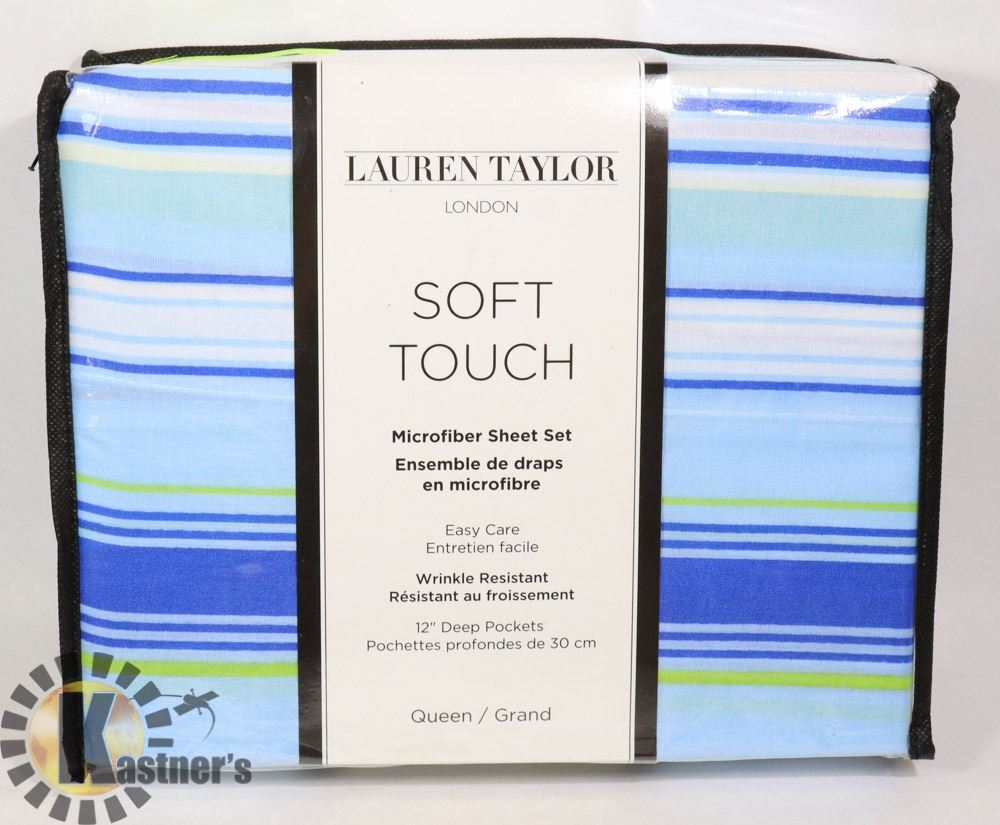 LAUREN TAYLOR
LONDON
SOFT
TOUCH
Microfiber Sheet Set
Ensemble de draps
en microfibre
Easy Care
Entretien facile
Wrinkle Resistant
Résistant au froissement
12" Deep Pockets
Pochettes profondes de 30 cm
Queen / Grand
Kastner's